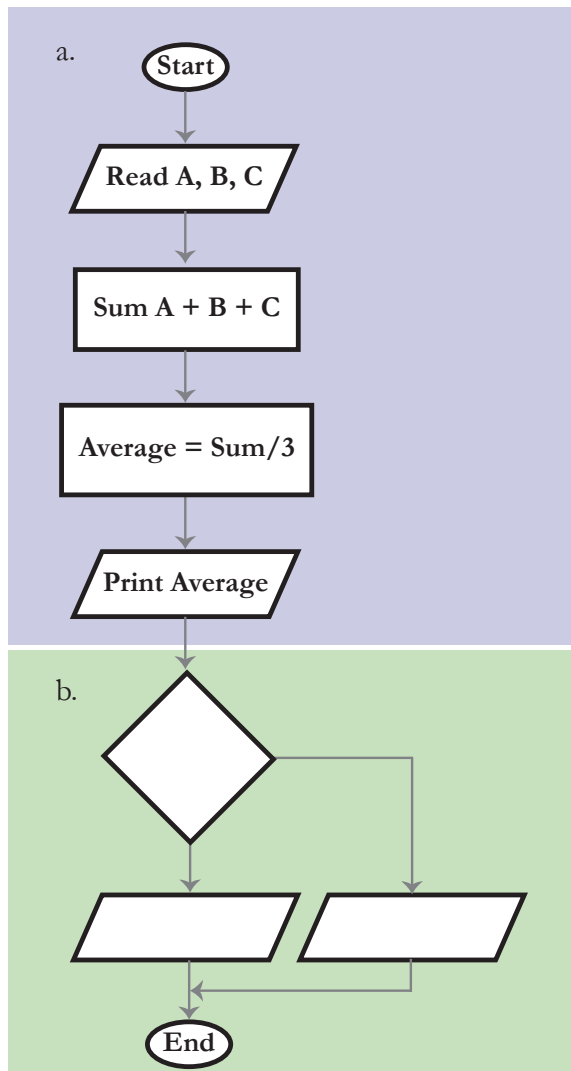 a.
Start
Read A, B, C
Sum A + B + C
Average = Sum/3
Print Average
b.
End